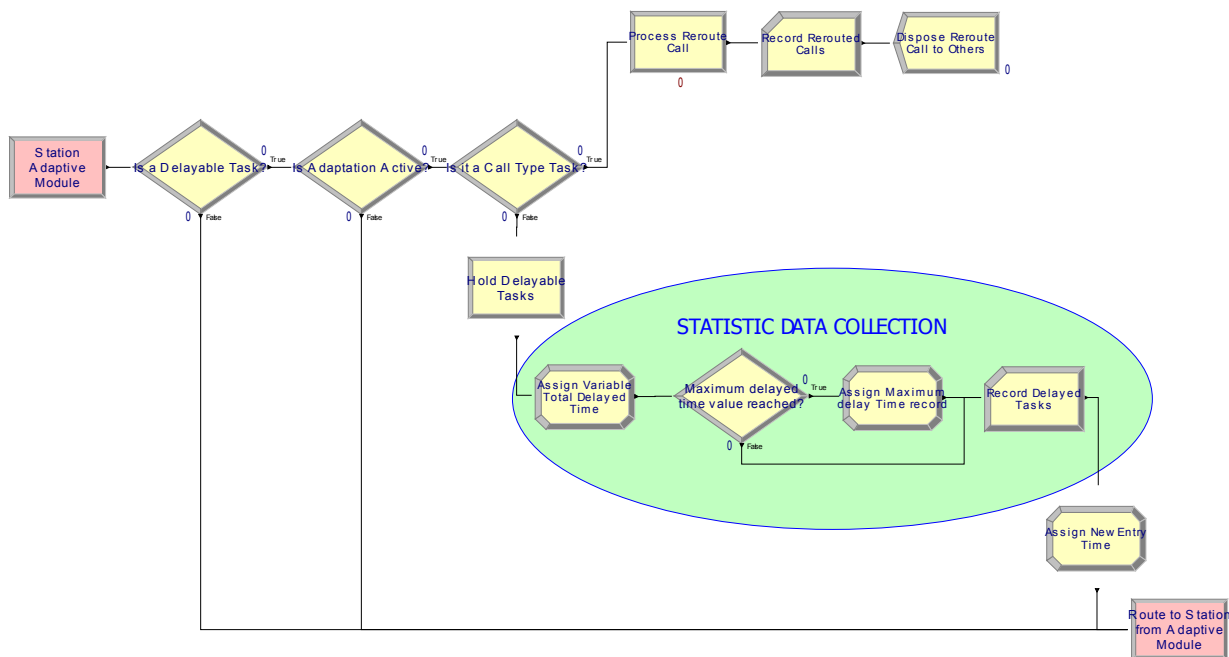 Process Reroute
Call
0
Record Rerouted
Calls
Dispose Reroute
Call to Others
0
Station
Adaptive
Module
Is a Delayable Task?
0
True
0
False
Is Adaptation Active?
0
True
0
False
Is it a Call Type Task?
0
True
0
False
Hold Delayable
Tasks
STATISTIC DATA COLLECTION
Assign Variable
Total Delayed
Time
Maximum delayed
time value reached?
0
True
0
False
Assign Maximum
delay Time record
Record Delayed
Tasks
Assign New Entry
Time
Route to Station
from Adaptive
Module